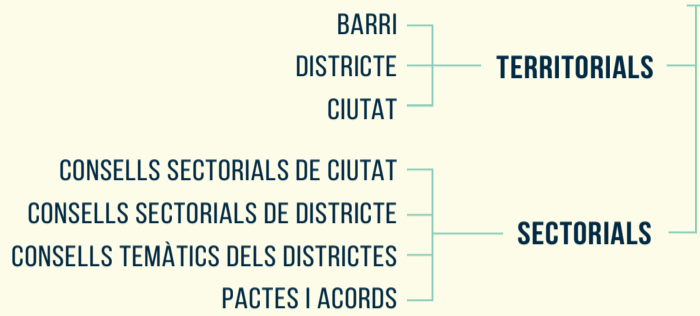 BARRI
DISTRICTE
CIUTAT
TERRITORIALS
CONSELLS SECTORIALS DE CIUTAT
CONSELLS SECTORIALS DE DISTRICTE
CONSELLS TEMÀTICS DELS DISTRICTES
PACTES I ACORDS
SECTORIALS